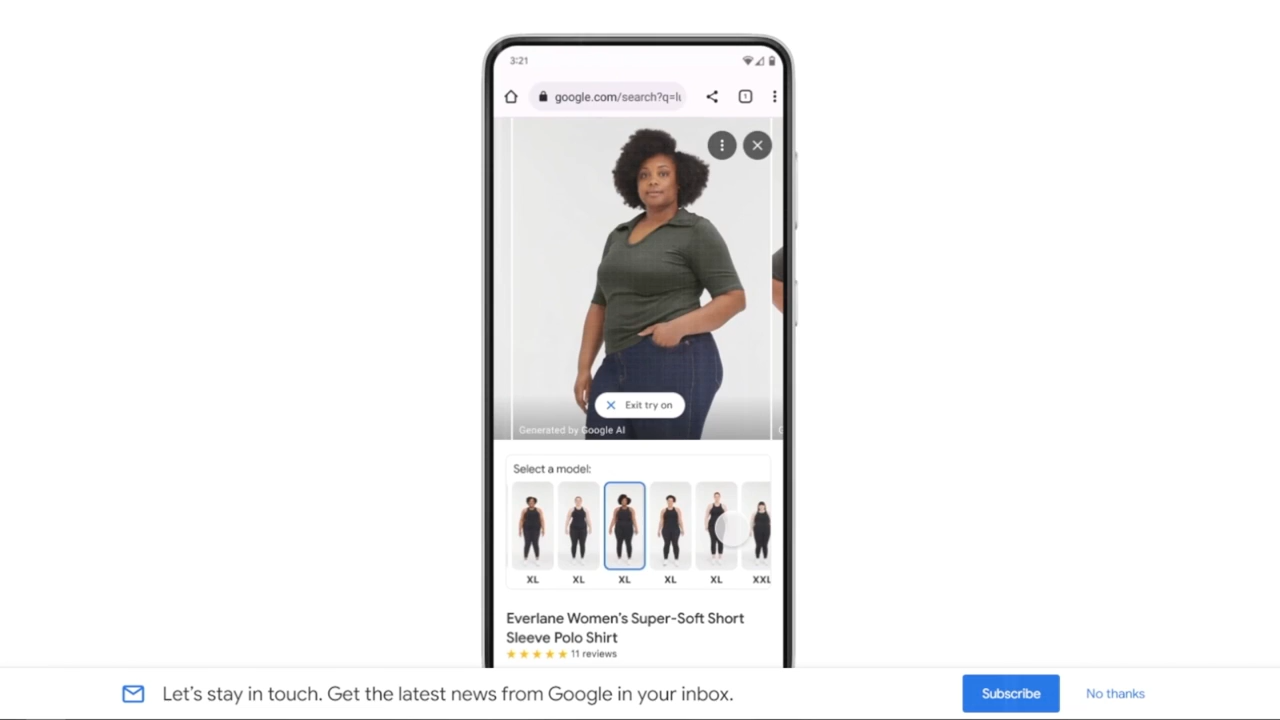 3:21
google.com/search?q=l
1
Exit try on
Generated by Google AI
G
Select a model:
XL
XL
XL
XL
XL
XXL
Everlane Women's Super-Soft Short
Sleeve Polo Shirt
11 reviews
Let's stay in touch. Get the latest news from Google in your inbox.
Subscribe
No thanks